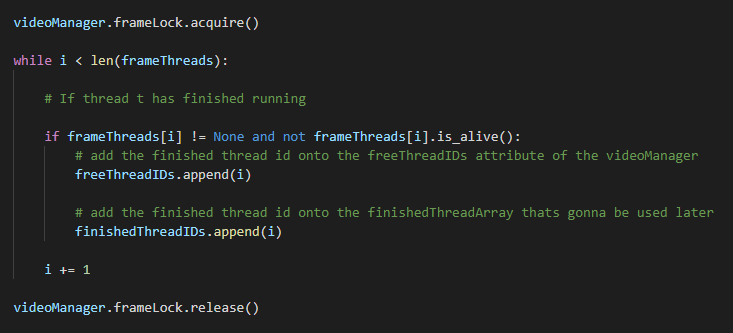 videoManager.frameLock.acquire()
while i < len(frameThreads):
# If thread t has finished running
if frameThreads[i] != None and not frameThreads[i].is_alive():
# add the finished thread id onto the freeThreadIDs attribute of the videoManager
freeThreadIDs.append(i)
# add the finished thread id onto the finishedThreadArray thats gonna be used later
finishedThreadIDs.append(i)
i += 1
videoManager.frameLock.release()